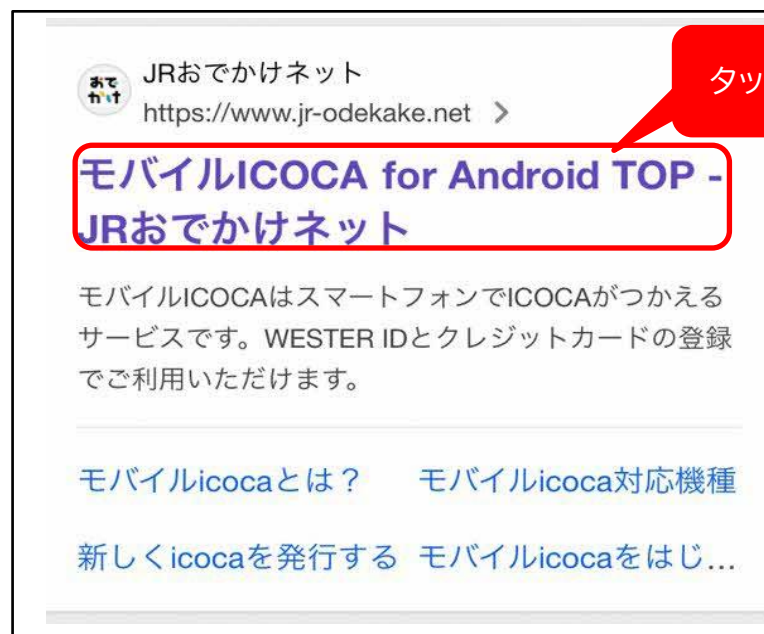 おで
かけ
JRおでかけネット
https://www.jr-odekake.net >
タッ
モバイルICOCA for Android TOP -
JRおでかけネット
モバイルICOCAはスマートフォンでICOCAがつかえる
サービスです。WESTER IDとクレジットカードの登録
でご利用いただけます。
モバイルicocaとは？ モバイルicoca対応機種
新しくicocaを発行する モバイルicocaをはじ...